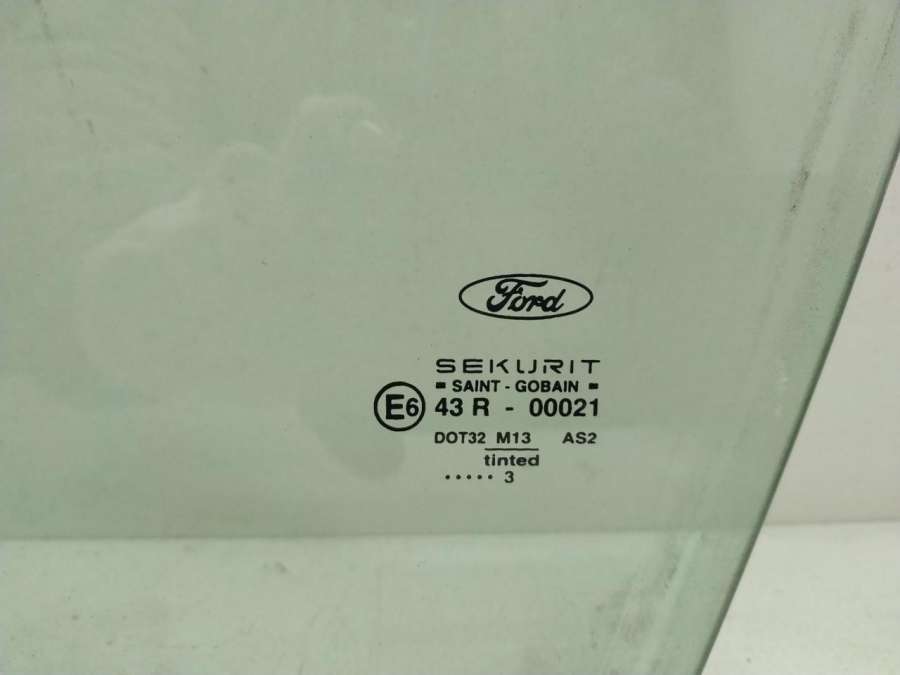 Ford
SEKURIT
SAINT - GOBAIN
E6 43 R - 00021
DOT32 M13 AS2
tinted
..... 3